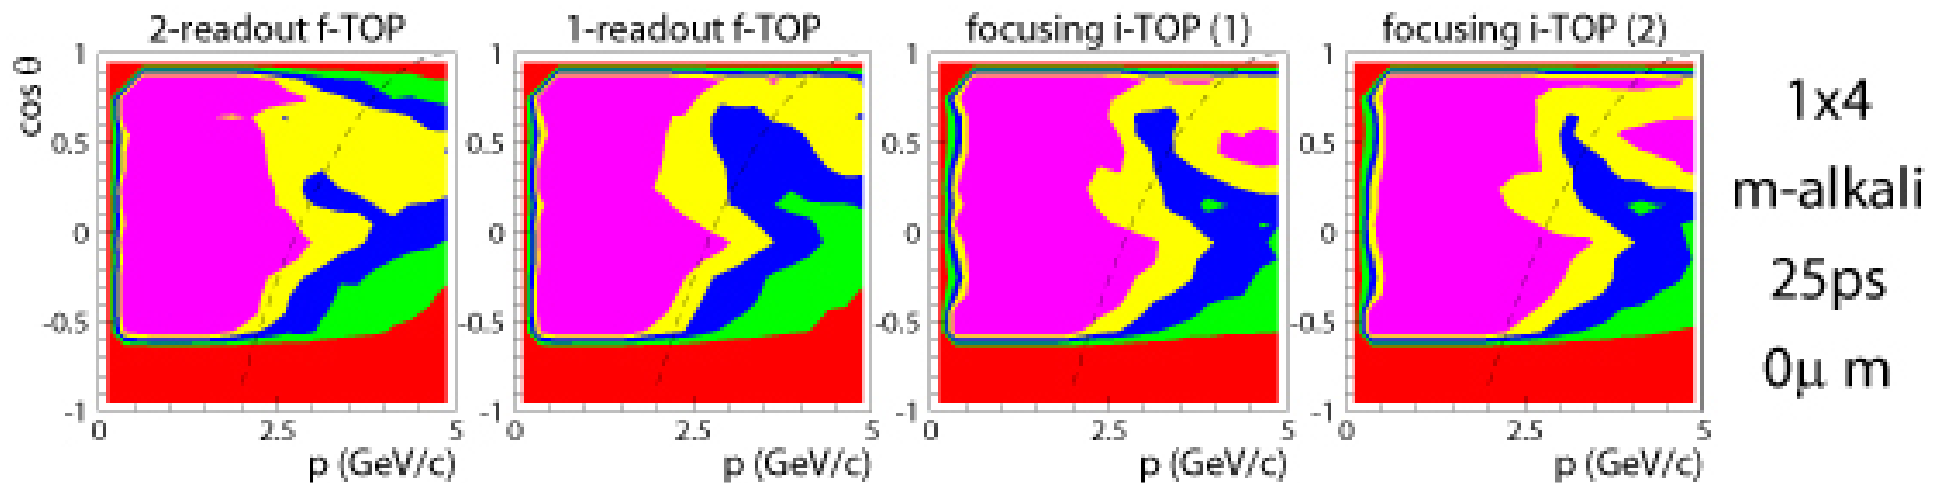 2-readout f-TOP
1-readout f-TOP
focusing i-TOP (1)
focusing i-TOP (2)
cos θ
1
0.5
0
-0.5
-1
0
2.5
5
p (GeV/c)
1
0.5
0
-0.5
-1
0
2.5
5
p (GeV/c)
1
0.5
0
-0.5
-1
0
2.5
5
p (GeV/c)
1
0.5
0
-0.5
-1
0
2.5
5
p (GeV/c)
1x4
m-alkali
25ps
0μ m